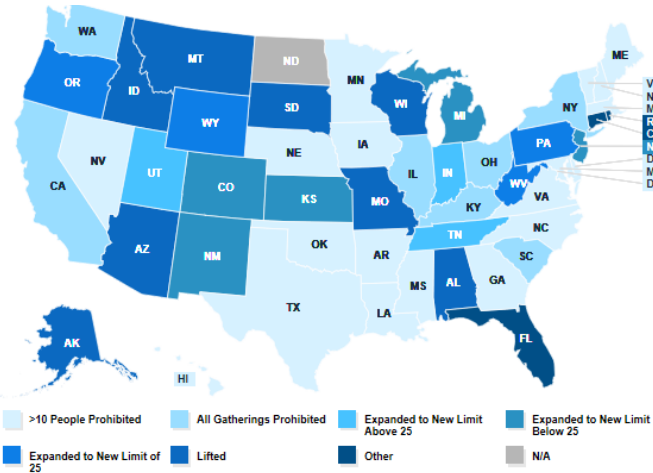 WA
MT
ND
MN
ME
OR
ID
SD
WI
MI
NY
WY
IA
PA
NE
NV
UT
CO
IL
IN
OH
WV
VA
CA
KS
MO
KY
NC
TN
AZ
NM
OK
AR
SC
MS
AL
GA
TX
LA
FL
AK
HI
V
N
M
R
C
N
D
M
D
>10 People Prohibited
All Gatherings Prohibited
Expanded to New Limit
Above 25
Expanded to New Limit
Below 25
Expanded to New Limit of
25
Lifted
Other
N/A